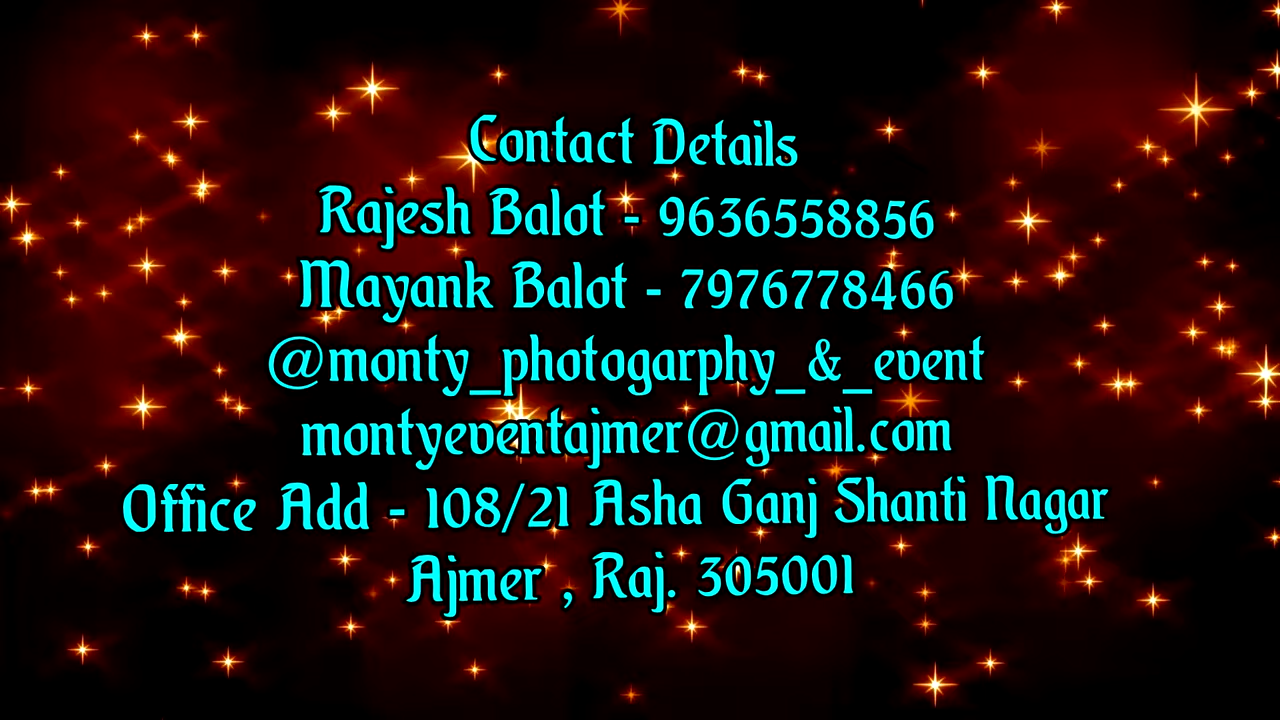 Contact Details
Rajesh Balot - 9636558856
Mayank Balot - 7976778466
@monty_photogarphy_&_event
montyeventajmer@gmail.com
Office Add - 108/21 Asha Ganj Shanti Nagar
Ajmer , Raj. 305001